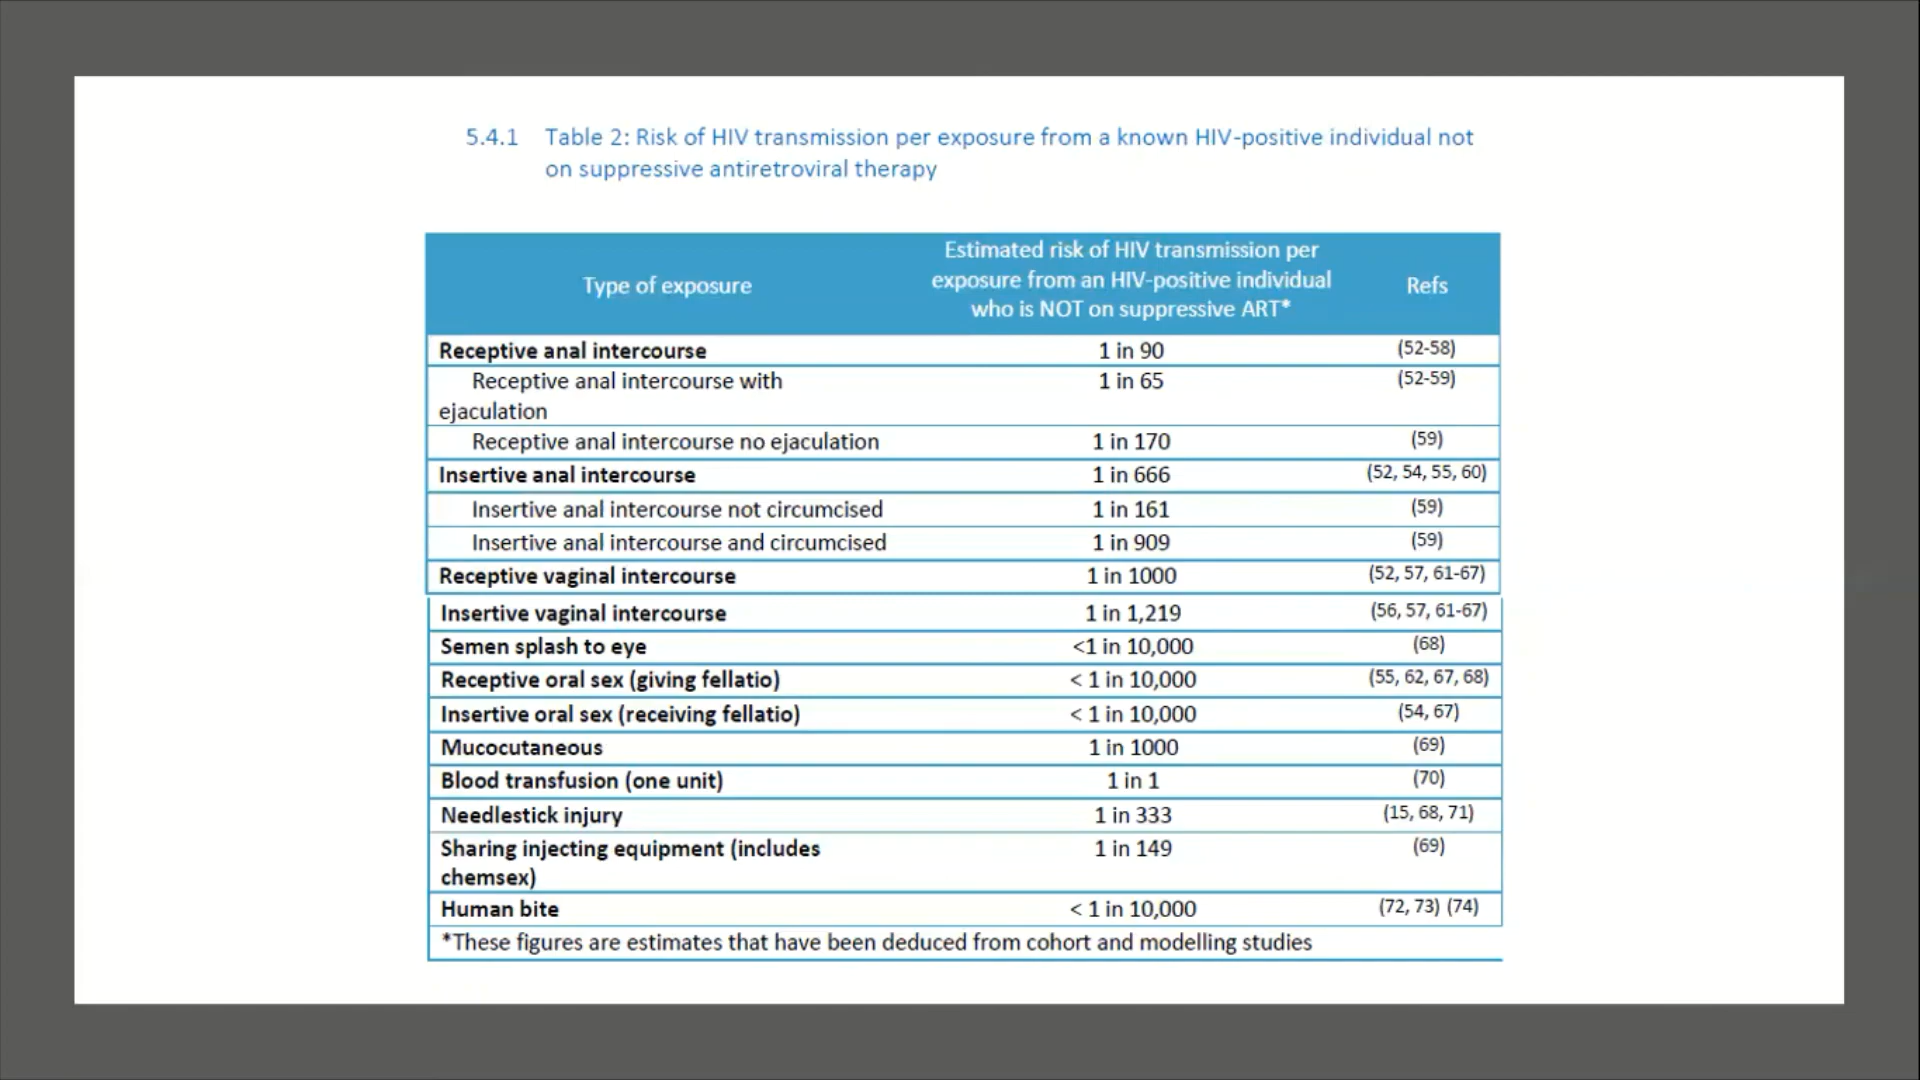 5.4.1 Table 2: Risk of HIV transmission per exposure from a known HIV-positive individual not
on suppressive antiretroviral therapy
Type of exposure
Estimated risk of HIV transmission per
exposure from an HIV-positive individual
who is NOT on suppressive ART*
Refs
Receptive anal intercourse 1 in 90 (52-58)
Receptive anal intercourse with 1 in 65 (52-59)
ejaculation
Receptive anal intercourse no ejaculation 1 in 170 (59)
Insertive anal intercourse 1 in 666 (52, 54, 55, 60)
Insertive anal intercourse not circumcised 1 in 161 (59)
Insertive anal intercourse and circumcised 1 in 909 (59)
Receptive vaginal intercourse 1 in 1000 (52, 57, 61-67)
Insertive vaginal intercourse 1 in 1,219 (56, 57, 61-67)
Semen splash to eye <1 in 10,000 (68)
Receptive oral sex (giving fellatio) < 1 in 10,000 (55, 62, 67, 68)
Insertive oral sex (receiving fellatio) < 1 in 10,000 (54, 67)
Mucocutaneous 1 in 1000 (69)
Blood transfusion (one unit) 1 in 1 (70)
Needlestick injury 1 in 333 (15, 68, 71)
Sharing injecting equipment (includes 1 in 149 (69)
chemsex)
Human bite < 1 in 10,000 (72, 73) (74)
*These figures are estimates that have been deduced from cohort and modelling studies